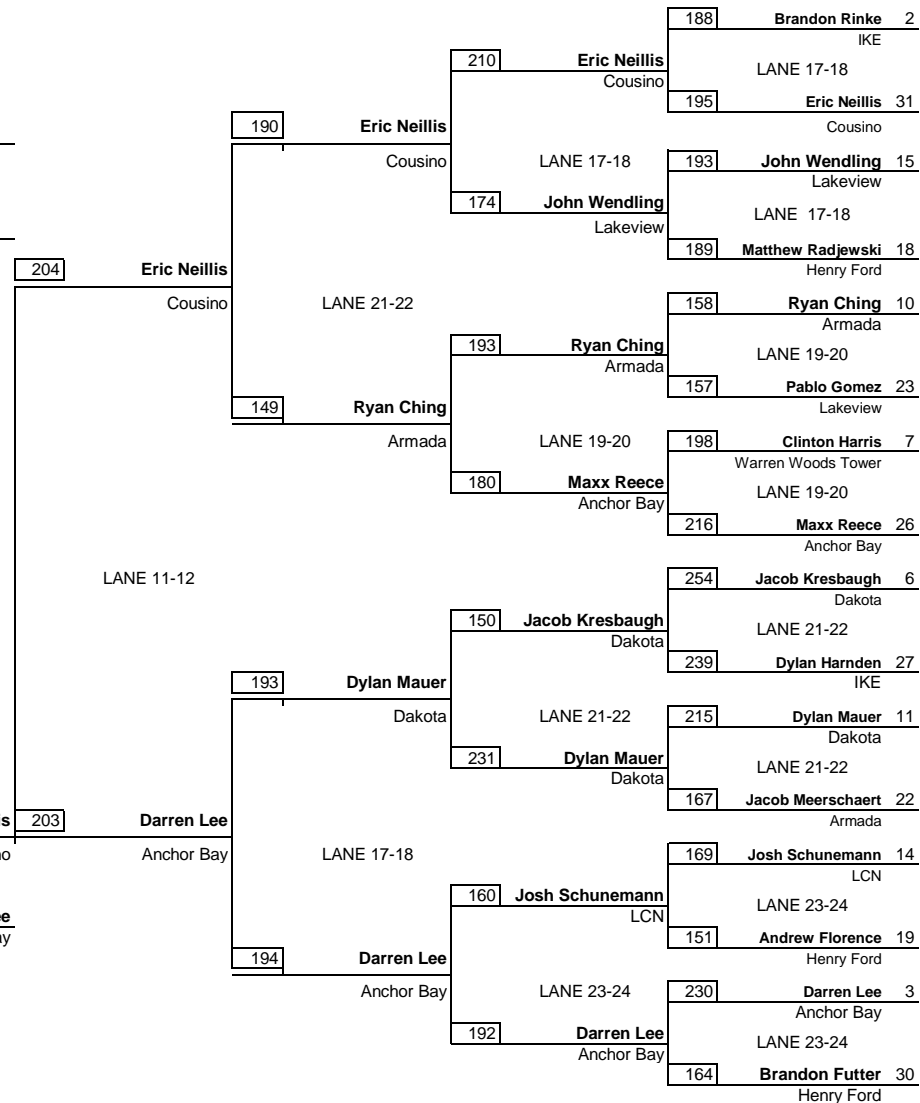 188 Brandon Rinke 2
IKE
210 Eric Neillis
LANE 17-18
Cousino
195 Eric Neillis 31
190 Eric Neillis
Cousino
Cousino
LANE 17-18
193 John Wendling 15
Lakeview
174 John Wendling
LANE 17-18
Lakeview
189 Matthew Radjewski 18
204 Eric Neillis
Henry Ford
Cousino
LANE 21-22
158 Ryan Ching 10
Armada
193 Ryan Ching
LANE 19-20
Armada
157 Pablo Gomez 23
149 Ryan Ching
Lakeview
Armada
LANE 19-20
198 Clinton Harris 7
Warren Woods Tower
180 Maxx Reece
LANE 19-20
Anchor Bay
216 Maxx Reece 26
Anchor Bay
LANE 11-12
254 Jacob Kresbaugh 6
Dakota
150 Jacob Kresbaugh
LANE 21-22
Dakota
239 Dylan Harnden 27
IKE
193 Dylan Mauer
Dakota
LANE 21-22
215 Dylan Mauer 11
Dakota
231 Dylan Mauer
LANE 21-22
Dakota
167 Jacob Meerschaert 22
Armada
s 203 Darren Lee
o Anchor Bay
LANE 17-18
169 Josh Schunemann 14
LCN
160 Josh Schunemann
LANE 23-24
LCN
e
y
151 Andrew Florence 19
Henry Ford
194 Darren Lee
Anchor Bay
LANE 23-24
230 Darren Lee 3
Anchor Bay
192 Darren Lee
LANE 23-24
Anchor Bay
164 Brandon Futter 30
Henry Ford